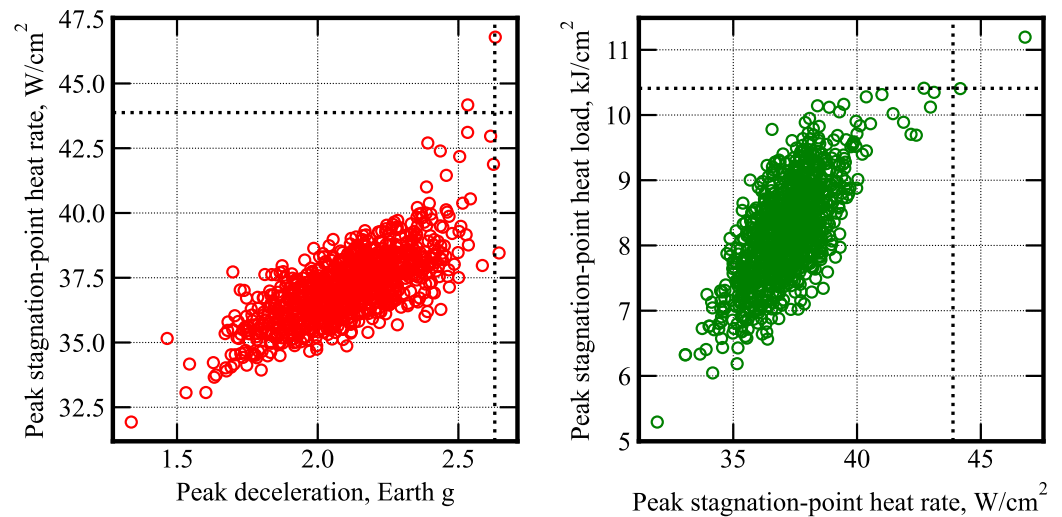 47.5
45.0
42.5
40.0
37.5
35.0
32.5
1.5 2.0 2.5
Peak stagnation-point heat rate, W/cm²
Peak deceleration, Earth g
11
10
9
8
7
6
5
35 40 45
Peak stagnation-point heat load, kJ/cm²
Peak stagnation-point heat rate, W/cm²